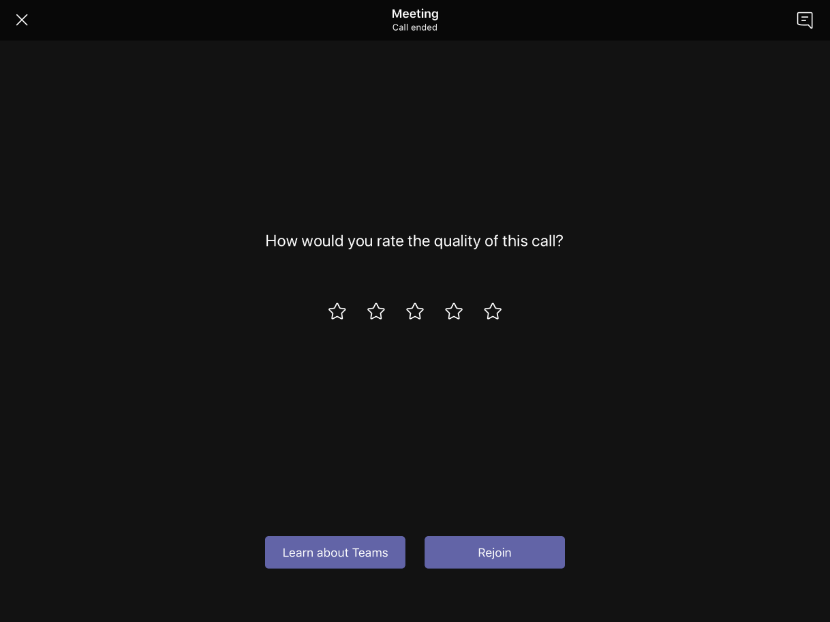 Meeting
Call ended
How would you rate the quality of this call?
Learn about Teams
Rejoin